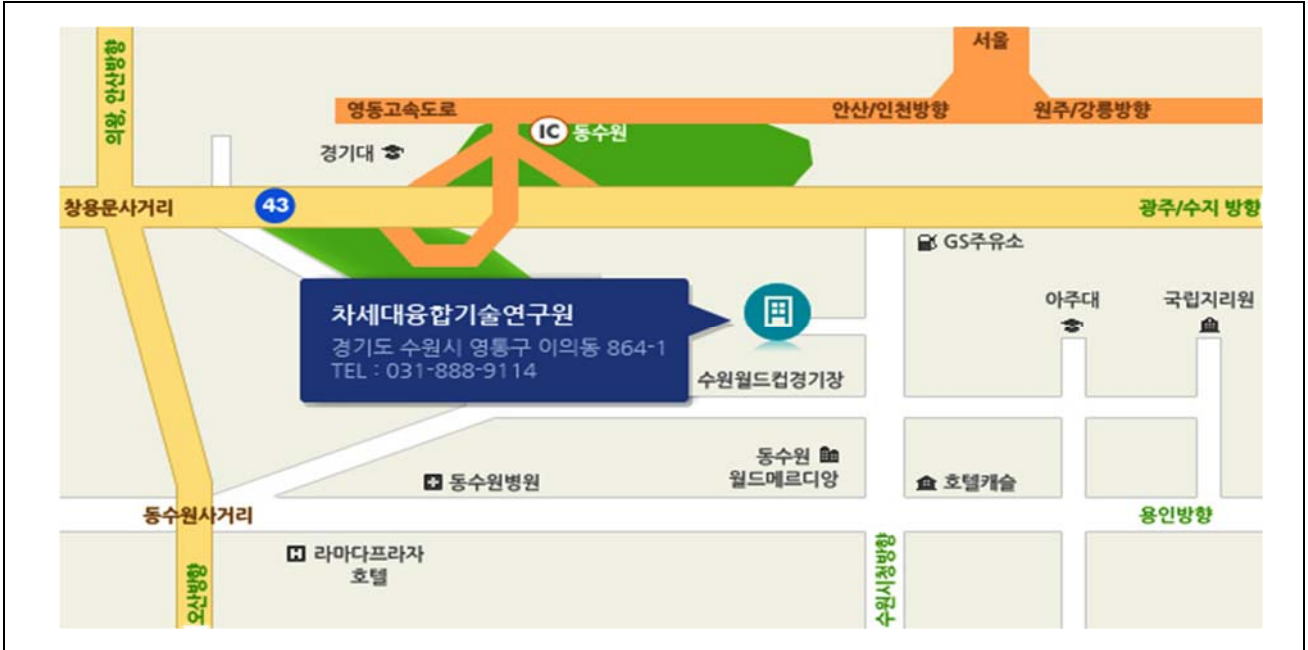 서울
의왕, 안산방향
영동고속도로
안산/인천방향
원주/강릉방향
IC 동수원
경기대
창용문사거리
43
광주/수지 방향
GS주유소
차세대융합기술연구원
경기도 수원시 영통구 이의동 864-1
TEL : 031-888-9114
아주대
국립지리원
수원월드컵경기장
동수원
월드메르디앙
동수원병원
호텔캐슬
동수원사거리
용인방향
H 라마다프라자
호텔
오산방향
수원시청방향